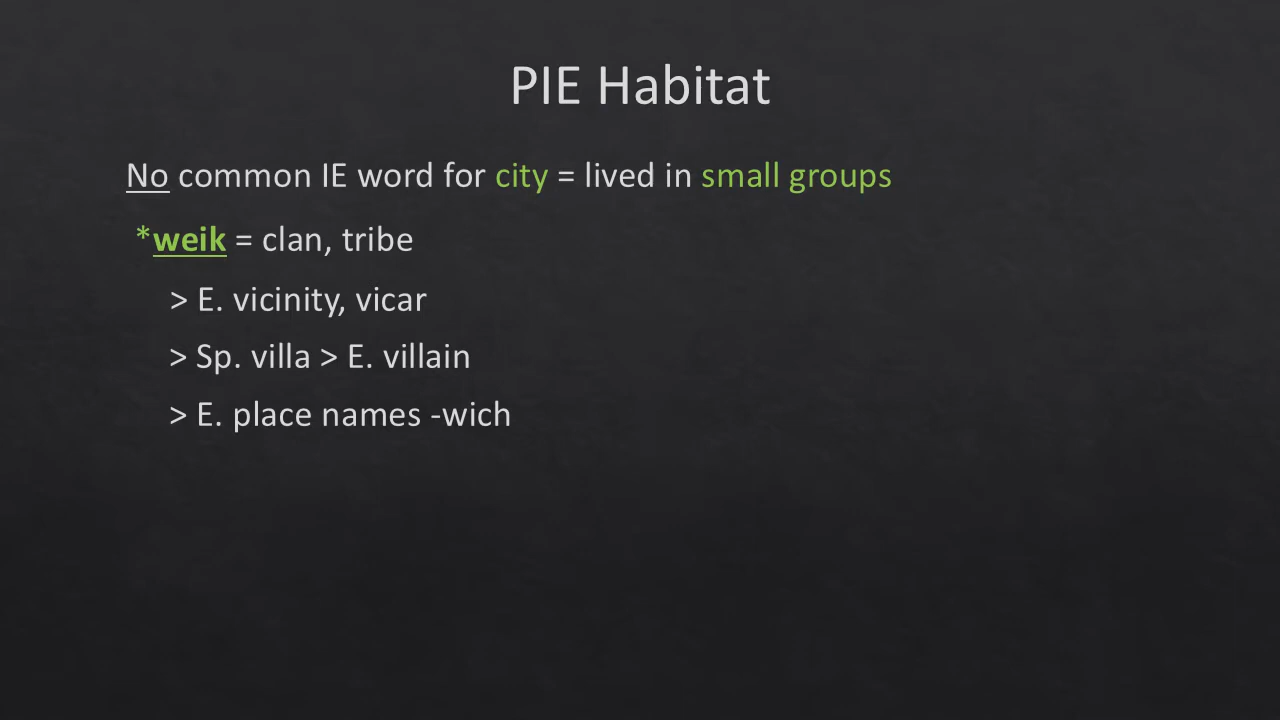 PIE Habitat
No common IE word for city = lived in small groups
*weik = clan, tribe
> E. vicinity, vicar
> Sp. villa > E. villain
> E. place names -wich